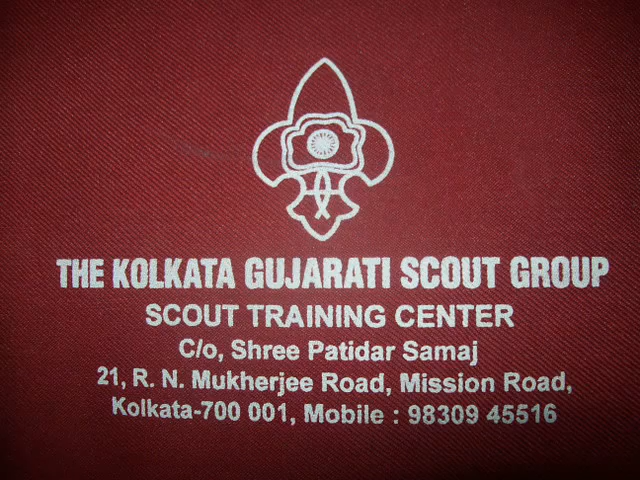 THE KOLKATA GUJARATI SCOUT GROUP
SCOUT TRAINING CENTER
C/o, Shree Patidar Samaj
21, R. N. Mukherjee Road, Mission Road,
Kolkata-700 001, Mobile : 98309 45516